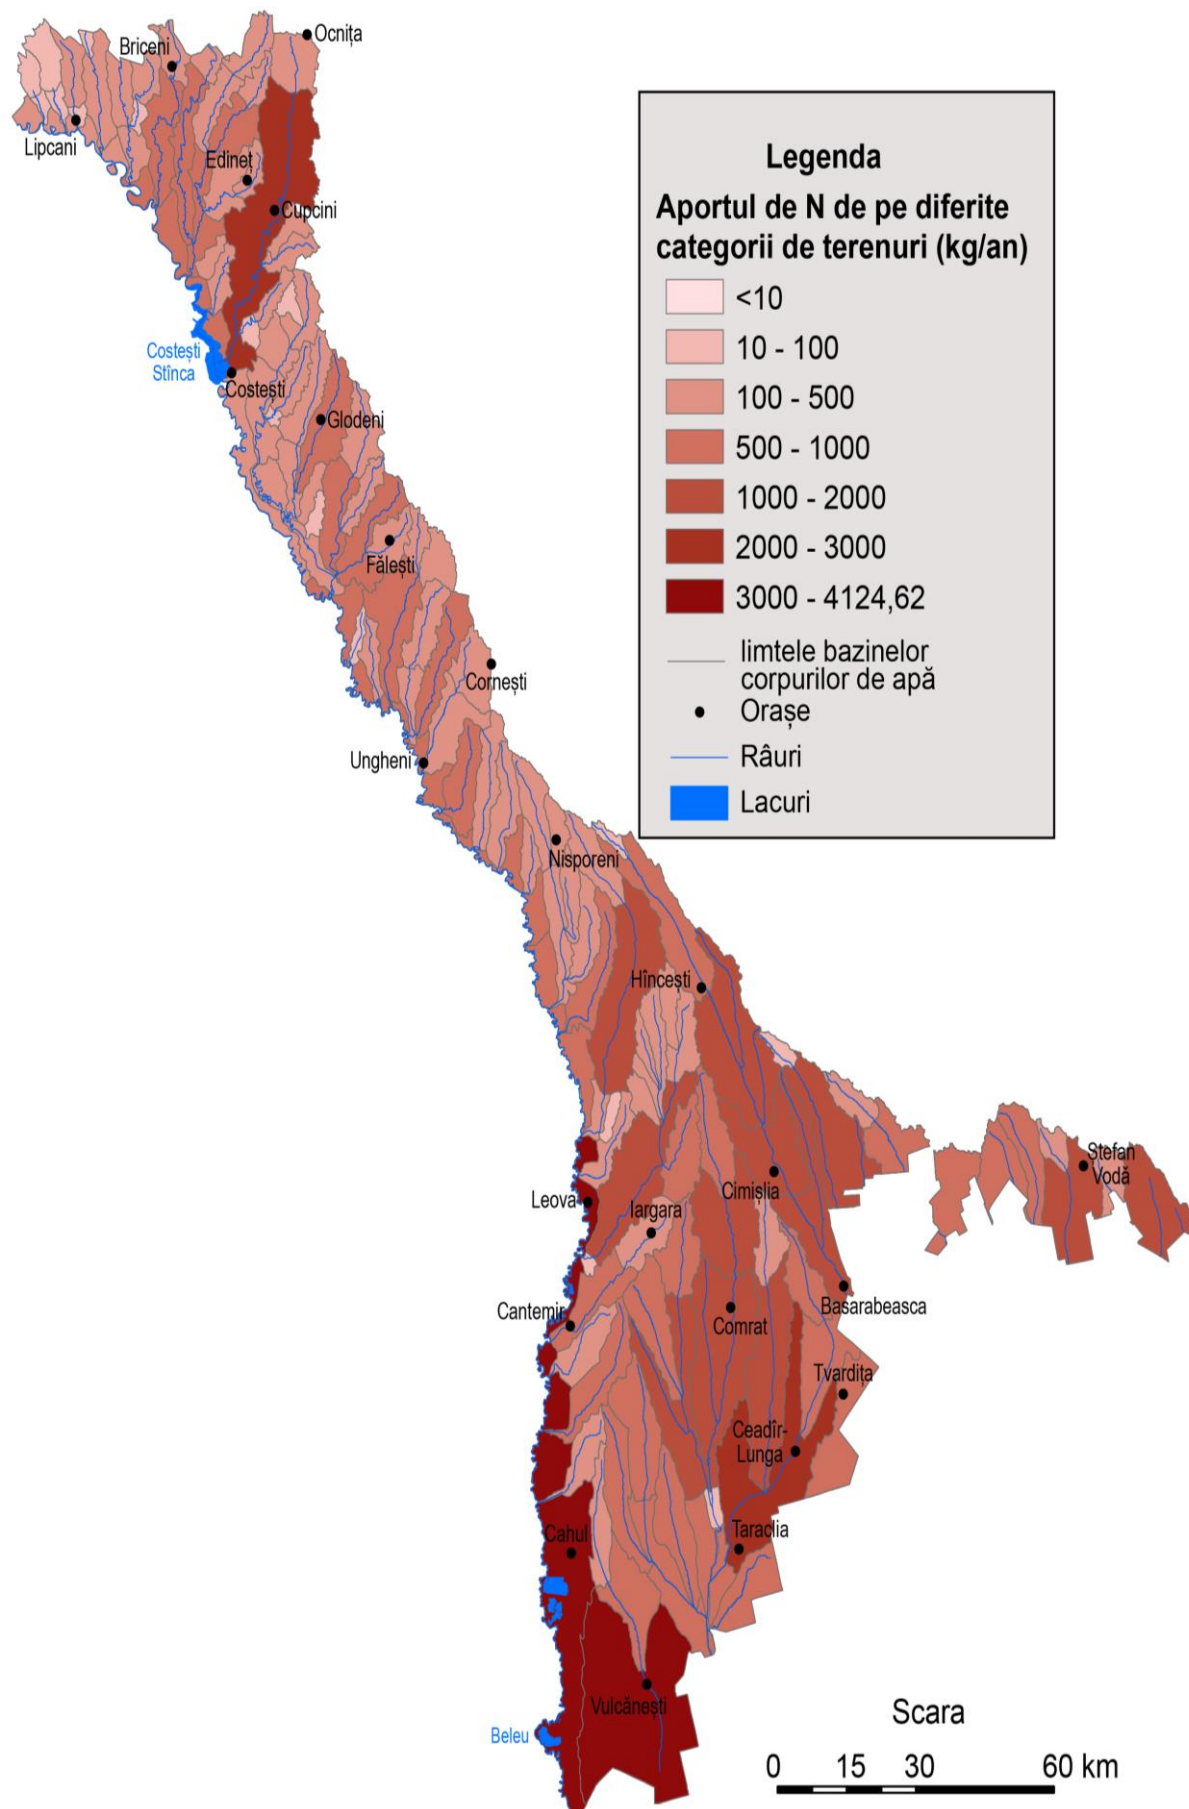 Ocnița
Briceni
Lipcani
Edineț
Cupcini
Costești
Stînca
Costești
Glodeni
Fălești
Cornești
Ungheni
Nisporeni
Hîncești
Leova
Iargara
Cimișlia
Ștefan
Vodă
Cantemir
Comrat
Basarabeasca
Tvardița
Ceadîr-
Lunga
Cahul
Taraclia
Vulcănești
Beleu
Legenda
Aportul de N de pe diferite
categorii de terenuri (kg/an)
<10
10 - 100
100 - 500
500 - 1000
1000 - 2000
2000 - 3000
3000 - 4124,62
limtele bazinelor
corpurilor de apă
Orașe
Râuri
Lacuri
Scara
0 15 30 60 km